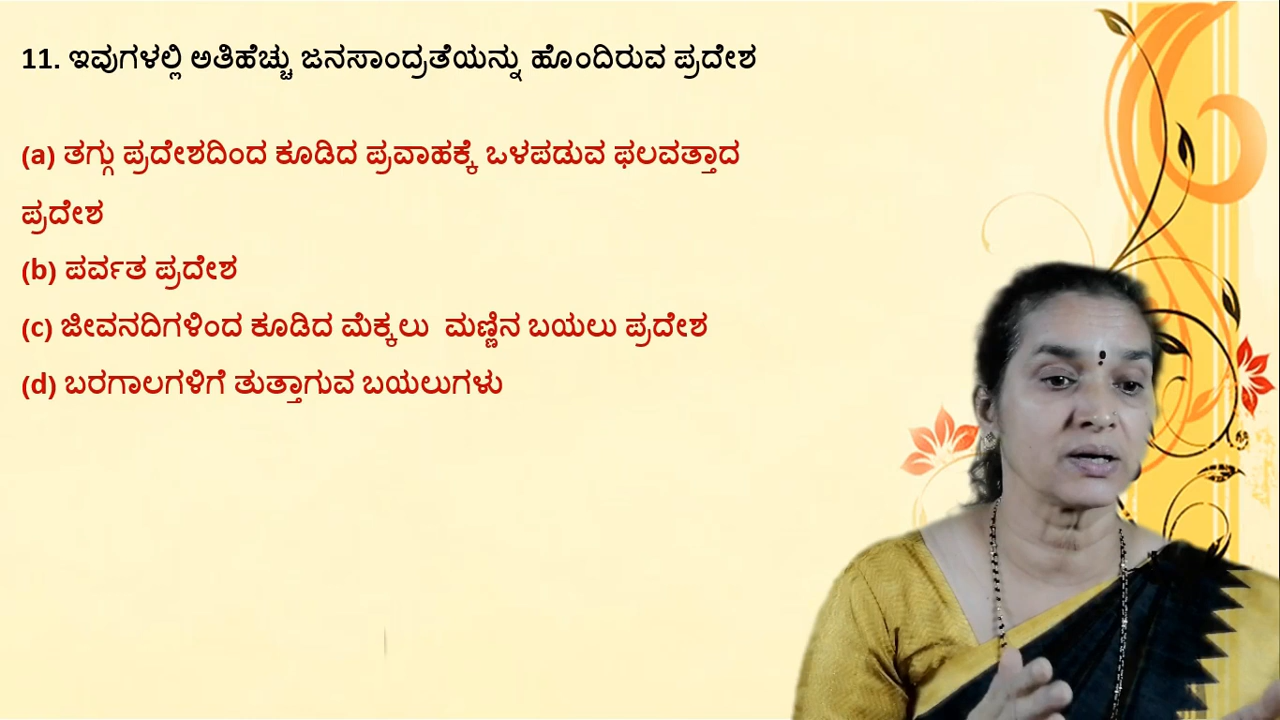 11. ಇವುಗಳಲ್ಲಿ ಅತಿಹೆಚ್ಚು ಜನಸಾಂದ್ರತೆಯನ್ನು ಹೊಂದಿರುವ ಪ್ರದೇಶ
(a) ತಗ್ಗು ಪ್ರದೇಶದಿಂದ ಕೂಡಿದ ಪ್ರವಾಹಕ್ಕೆ ಒಳಪಡುವ ಫಲವತ್ತಾದ
ಪ್ರದೇಶ
(b) ಪರ್ವತ ಪ್ರದೇಶ
(c) ಜೀವನದಿಗಳಿಂದ ಕೂಡಿದ ಮೆಕ್ಕಲು ಮಣ್ಣಿನ ಬಯಲು ಪ್ರದೇಶ
(d) ಬರಗಾಲಗಳಿಗೆ ತುತ್ತಾಗುವ ಬಯಲುಗಳು